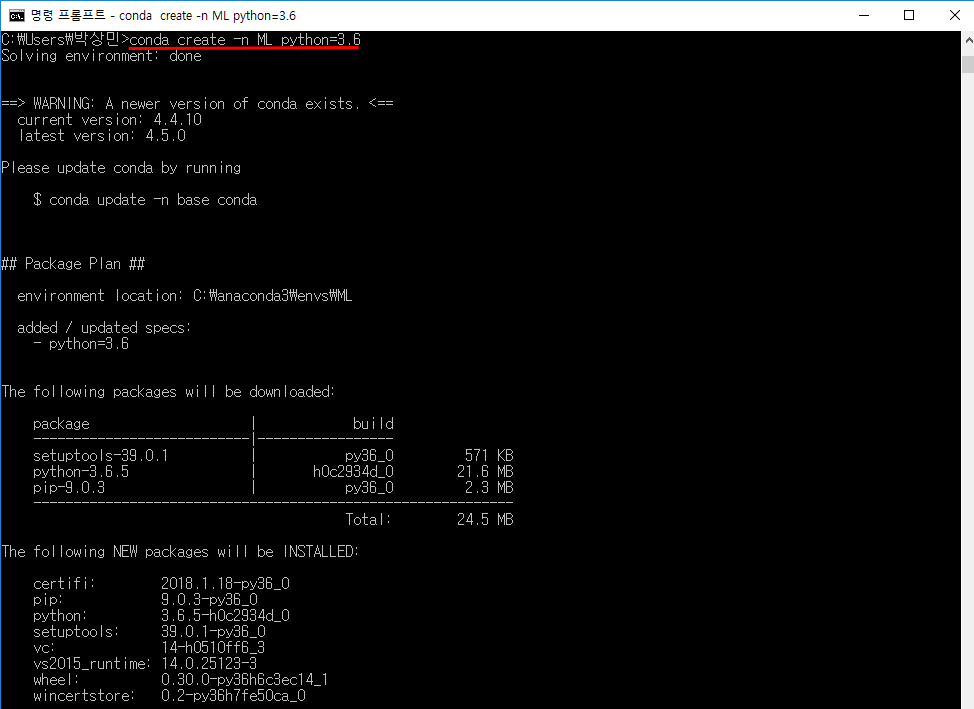 명령 프롬프트 - conda  create -n ML python=3.6
C:\Users\박상민>conda create -n ML python=3.6
Solving environment: done
==> WARNING: A newer version of conda exists. <==
  current version: 4.4.10
  latest version: 4.5.0
Please update conda by running
    $ conda update -n base conda
## Package Plan ##
  environment location: C:\anaconda3\envs\ML
  added / updated specs:
    - python=3.6
The following packages will be downloaded:
    package                    |            build
    ---------------------------|-----------------
    setuptools-39.0.1          |           py36_0         571 KB
    python-3.6.5               |       h0c2934d_0        21.6 MB
    pip-9.0.3                  |           py36_0         2.3 MB
    ------------------------------------------------------------
                                           Total:        24.5 MB
The following NEW packages will be INSTALLED:
    certifi:        2018.1.18-py36_0
    pip:            9.0.3-py36_0
    python:         3.6.5-h0c2934d_0
    setuptools:     39.0.1-py36_0
    vc:             14-h0510ff6_3
    vs2015_runtime: 14.0.25123-3
    wheel:          0.30.0-py36h6c3ec14_1
    wincertstore:   0.2-py36h7fe50ca_0